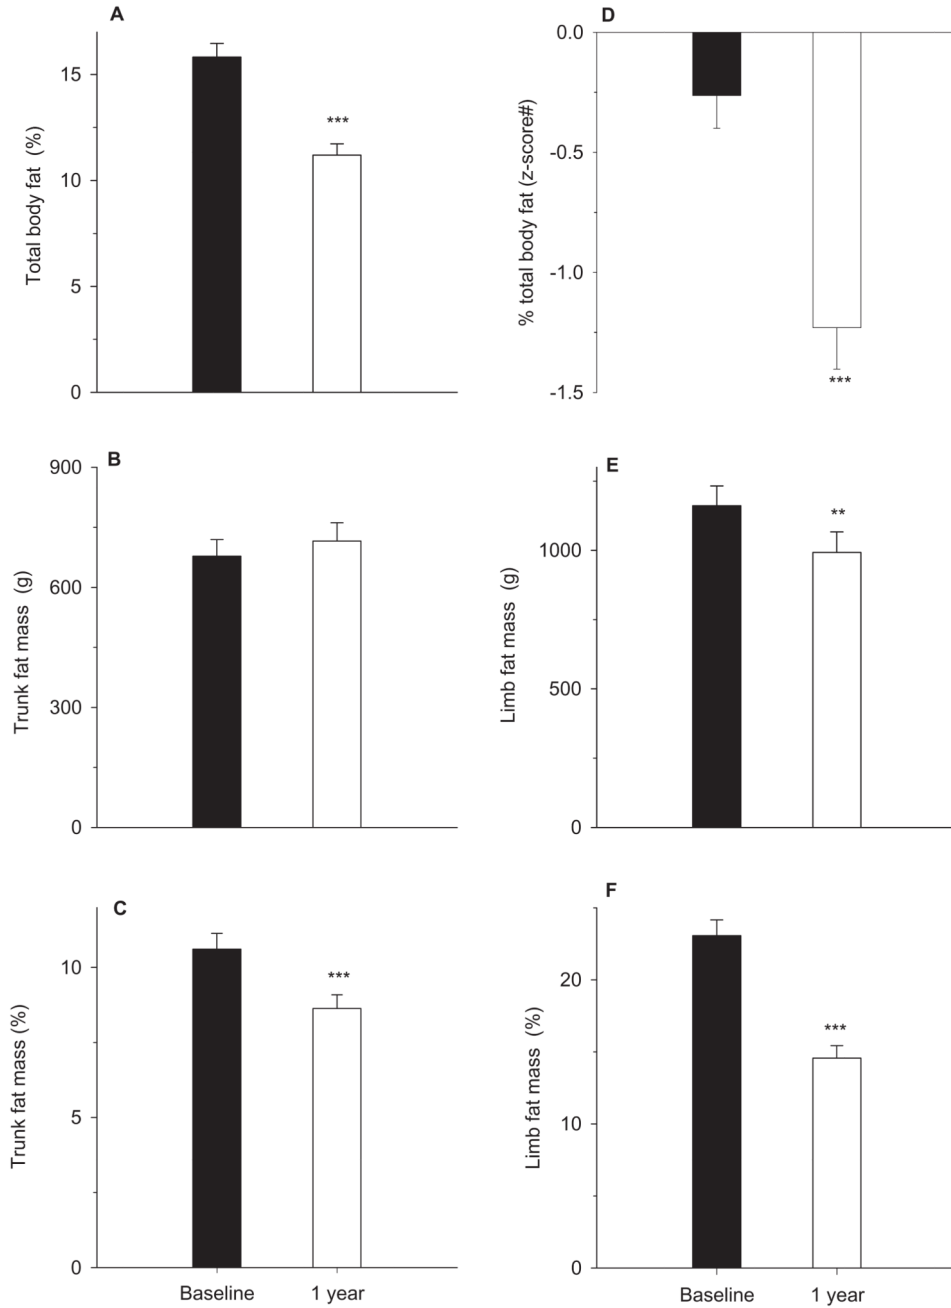 A
Total body fat (%)
15
10
5
0
***
D
% total body fat (z-score#)
0.0
-0.5
-1.0
-1.5
***
B
Trunk fat mass (g)
900
600
300
0
E
Limb fat mass (g)
1000
500
0
**
C
Trunk fat mass (%)
10
5
0
***
Baseline 1 year
F
Limb fat mass (%)
20
10
0
***
Baseline 1 year